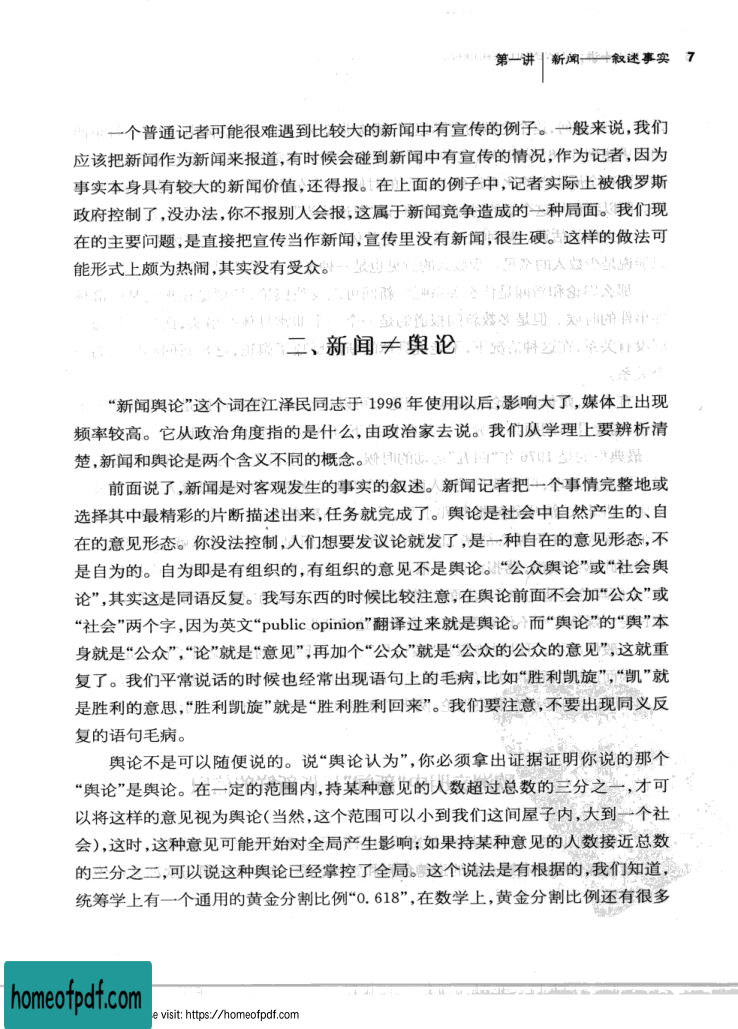 第一讲 新闻——叙述事实 7
一个普通记者可能很难遇到比较大的新闻中有宣传的例子。一般来说,我们
应该把新闻作为新闻来报道,有时候会碰到新闻中有宣传的情况,作为记者,因为
事实本身具有较大的新闻价值,还得报。在上面的例子中,记者实际上被俄罗斯
政府控制了,没办法,你不报别人会报,这属于新闻竞争造成的一种局面。我们现
在的主要问题,是直接把宣传当作新闻,宣传里没有新闻,很生硬。这样的做法可
能形式上颇为热闹,其实没有受众。
二、新闻≠舆论
“新闻舆论”这个词在江泽民同志于 1996 年使用以后,影响大了,媒体上出现
频率较高。它从政治角度指的是什么,由政治家去说。我们从学理上要辨析清
楚,新闻和舆论是两个含义不同的概念。
前面说了,新闻是对客观发生的事实的叙述。新闻记者把一个事情完整地或
选择其中最精彩的片断描述出来,任务就完成了。舆论是社会中自然产生的、自
在的意见形态。你没法控制,人们想要发议论就发了,是一种自在的意见形态,不
是自为的。自为即是有组织的,有组织的意见不是舆论。“公众舆论”或“社会舆
论”,其实这是同语反复。我写东西的时候比较注意,在舆论前面不会加“公众”或
“社会”两个字,因为英文“public opinion”翻译过来就是舆论。而“舆论”的“舆”本
身就是“公众”,“论”就是“意见”,再加个“公众”就是“公众的公众的意见”,这就重
复了。我们平常说话的时候也经常出现语句上的毛病,比如“胜利凯旋”,“凯”就
是胜利的意思,“胜利凯旋”就是“胜利胜利回来”。我们要注意,不要出现同义反
复的语句毛病。
舆论不是可以随便说的。说“舆论认为”,你必须拿出证据证明你说的那个
“舆论”是舆论。在一定的范围内,持某种意见的人数超过总数的三分之一,才可
以将这样的意见视为舆论(当然,这个范围可以小到我们这间屋子内,大到一个社
会),这时,这种意见可能开始对全局产生影响;如果持某种意见的人数接近总数
的三分之二,可以说这种舆论已经掌控了全局。这个说法是有根据的,我们知道,
统筹学上有一个通用的黄金分割比例“0.618”,在数学上,黄金分割比例还有很多
homeofpdf.com
e visit: https://homeofpdf.com